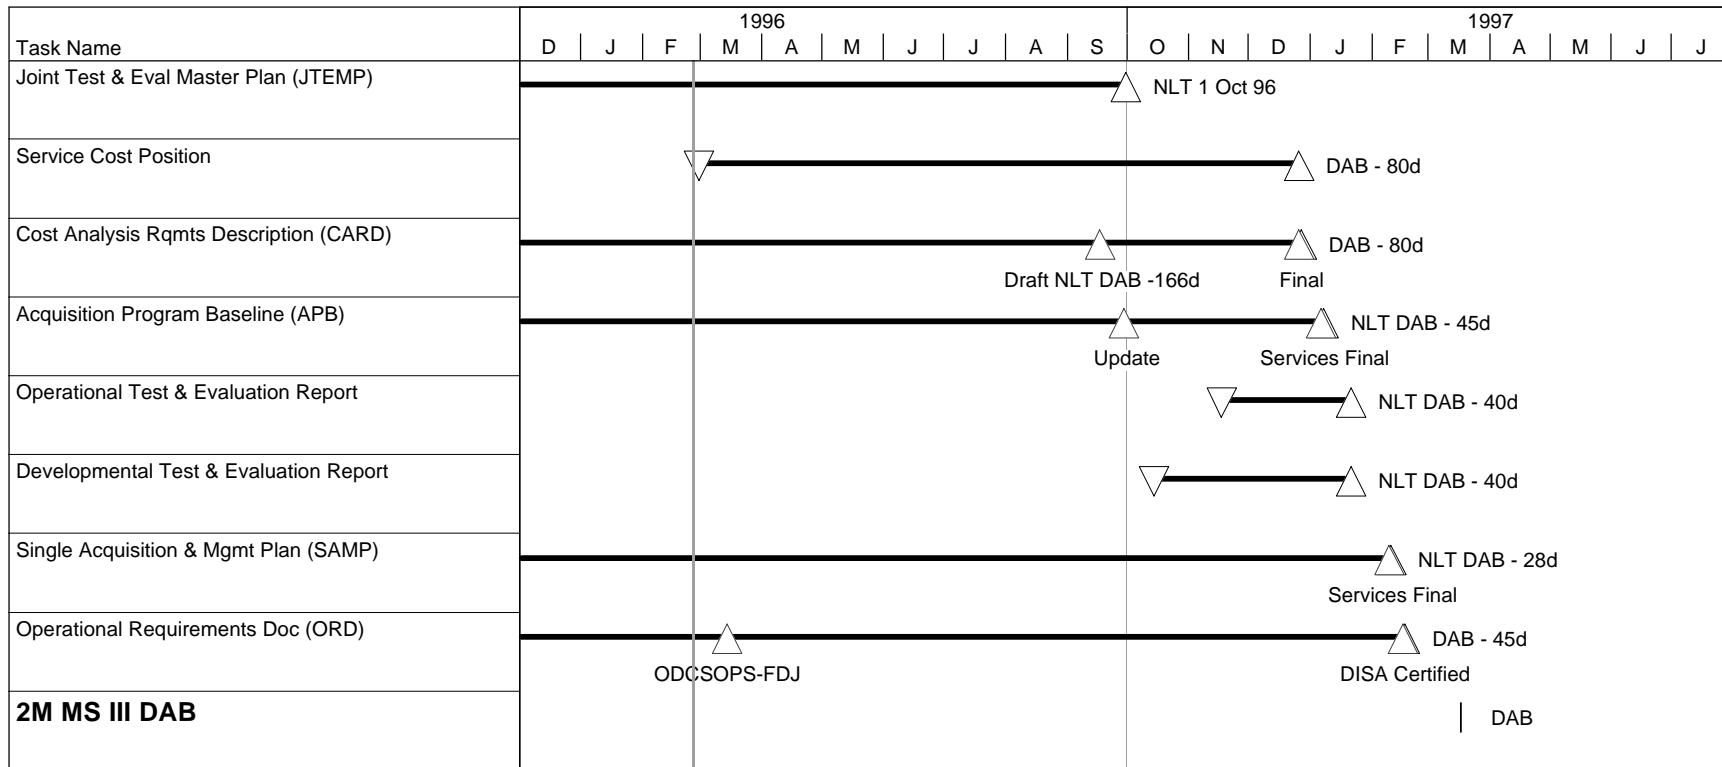 1996 1997
Task Name D J F M A M J J A S O N D J F M A M J J
Joint Test & Eval Master Plan (JTEMP)
NLT 1 Oct 96
Service Cost Position
DAB - 80d
Cost Analysis Rqmts Description (CARD)
DAB - 80d
Draft NLT DAB -166d Final
Acquisition Program Baseline (APB)
NLT DAB - 45d
Update Services Final
Operational Test & Evaluation Report
NLT DAB - 40d
Developmental Test & Evaluation Report
NLT DAB - 40d
Single Acquisition & Mgmt Plan (SAMP)
NLT DAB - 28d
Services Final
Operational Requirements Doc (ORD)
DAB - 45d
ODCSOPS-FDJ DISA Certified
2M MS III DAB
DAB